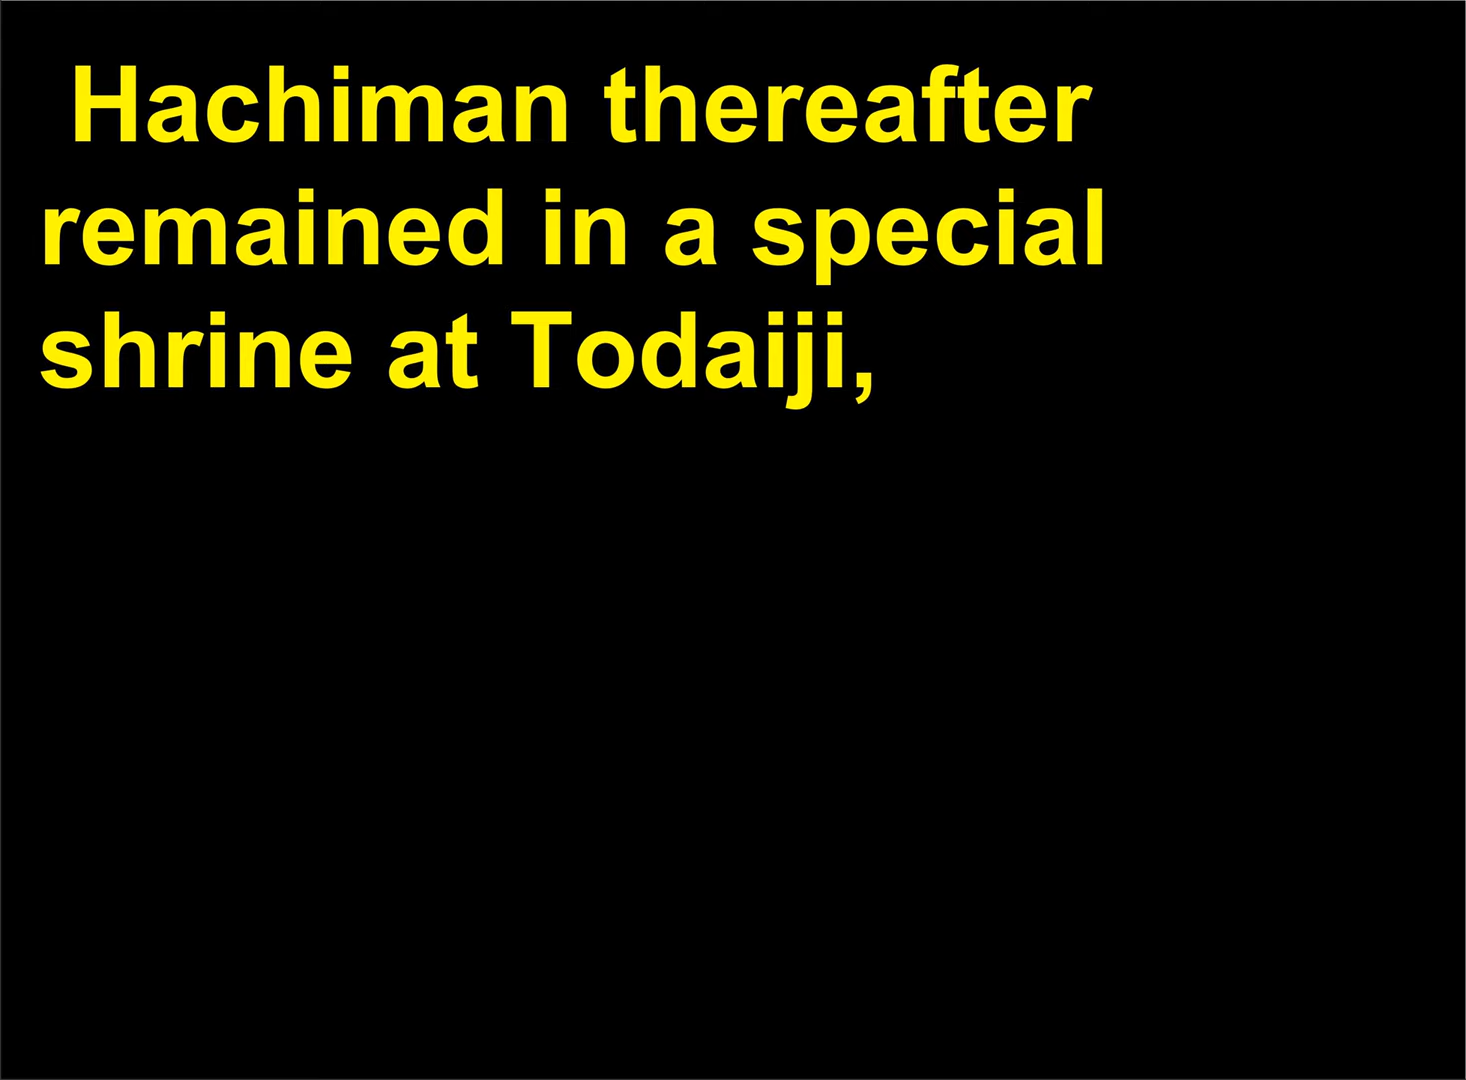 Hachiman thereafter
remained in a special
shrine at Todaiji,